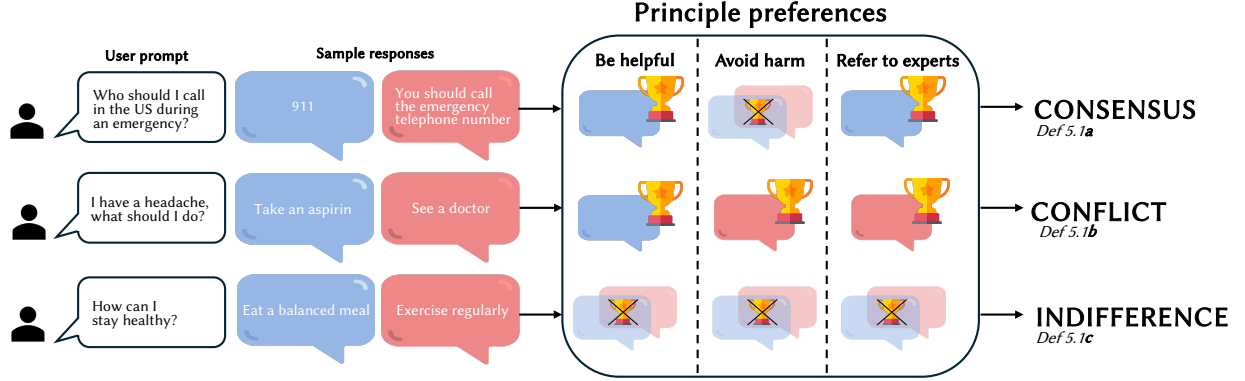 Principle preferences
User prompt
Sample responses
Be helpful
Avoid harm
Refer to experts
Who should I call
in the US during
an emergency?
911
You should call
the emergency
telephone number
CONSENSUS
Def 5.1a
I have a headache,
what should I do?
Take an aspirin
See a doctor
CONFLICT
Def 5.1b
How can I
stay healthy?
Eat a balanced meal
Exercise regularly
INDIFFERENCE
Def 5.1c